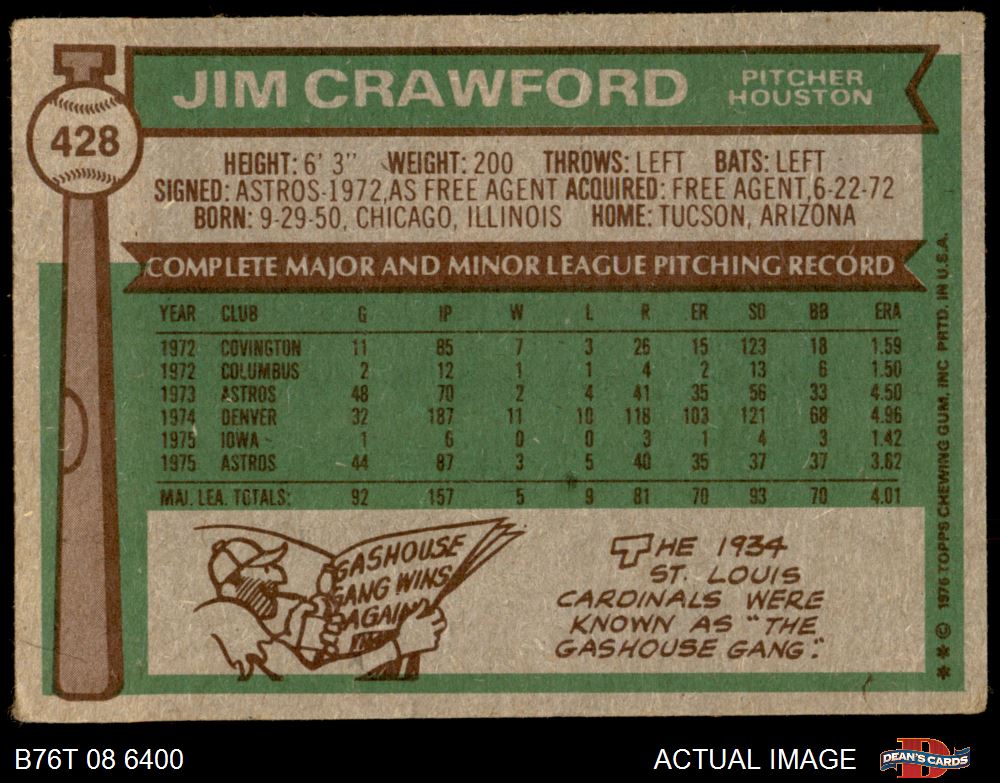 JIM CRAWFORD
PITCHER
HOUSTON
428
HEIGHT: 6' 3" WEIGHT: 200 THROWS: LEFT BATS: LEFT
SIGNED: ASTROS-1972, AS FREE AGENT ACQUIRED: FREE AGENT, 6-22-72
BORN: 9-29-50, CHICAGO, ILLINOIS HOME: TUCSON, ARIZONA
COMPLETE MAJOR AND MINOR LEAGUE PITCHING RECORD
YEAR CLUB G IP W L R ER SO BB ERA
1972 COVINGTON 11 85 7 3 26 15 123 18 1.59
1972 COLUMBUS 2 12 1 1 4 2 13 6 1.50
1973 ASTROS 48 70 2 4 41 35 56 33 4.50
1974 DENVER 32 187 11 10 118 103 121 68 4.96
1975 IOWA 1 6 0 0 3 1 4 3 1.42
1975 ASTROS 44 87 3 5 40 35 37 37 3.62
MAJ. LEA. TOTALS: 92 157 5 9 81 70 93 70 4.01
GASHOUSE
GANG WINS
AGAIN
THE 1934
ST. LOUIS
CARDINALS WERE
KNOWN AS "THE
GASHOUSE GANG."
* * © 1976 TOPPS CHEWING GUM, INC. PRTD. IN U.S.A.
B76T 08 6400
ACTUAL IMAGE
DEAN'S CARDS